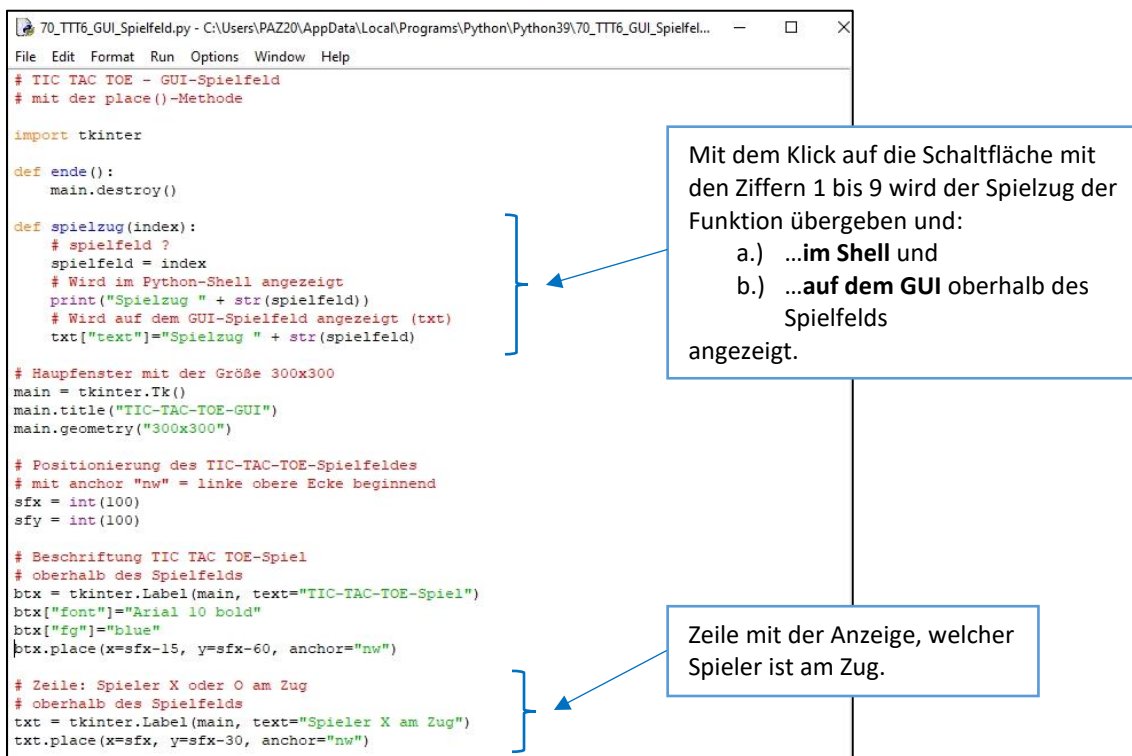 70_TTT6_GUI_Spielfeld.py - C:\Users\PAZ20\AppData\Local\Programs\Python\Python39\70_TTT6_GUI_Spielfel...
File Edit Format Run Options Window Help
# TIC TAC TOE - GUI-Spielfeld
# mit der place()-Methode
import tkinter
def ende():
    main.destroy()
def spielzug(index):
    # spielfeld ?
    spielfeld = index
    # Wird im Python-Shell angezeigt
    print("Spielzug " + str(spielfeld))
    # Wird auf dem GUI-Spielfeld angezeigt (txt)
    txt["text"]="Spielzug " + str(spielfeld)
# Haupfenster mit der Größe 300x300
main = tkinter.Tk()
main.title("TIC-TAC-TOE-GUI")
main.geometry("300x300")
# Positionierung des TIC-TAC-TOE-Spielfeldes
# mit anchor "nw" = linke obere Ecke beginnend
sfx = int(100)
sfy = int(100)
# Beschriftung TIC TAC TOE-Spiel
# oberhalb des Spielfelds
btx = tkinter.Label(main, text="TIC-TAC-TOE-Spiel")
btx["font"]="Arial 10 bold"
btx["fg"]="blue"
btx.place(x=sfx-15, y=sfx-60, anchor="nw")
# Zeile: Spieler X oder O am Zug
# oberhalb des Spielfelds
txt = tkinter.Label(main, text="Spieler X am Zug")
txt.place(x=sfx, y=sfx-30, anchor="nw")
Mit dem Klick auf die Schaltfläche mit
den Ziffern 1 bis 9 wird der Spielzug der
Funktion übergeben und:
a.) ...im Shell und
b.) ...auf dem GUI oberhalb des
Spielfelds
angezeigt.
Zeile mit der Anzeige, welcher
Spieler ist am Zug.